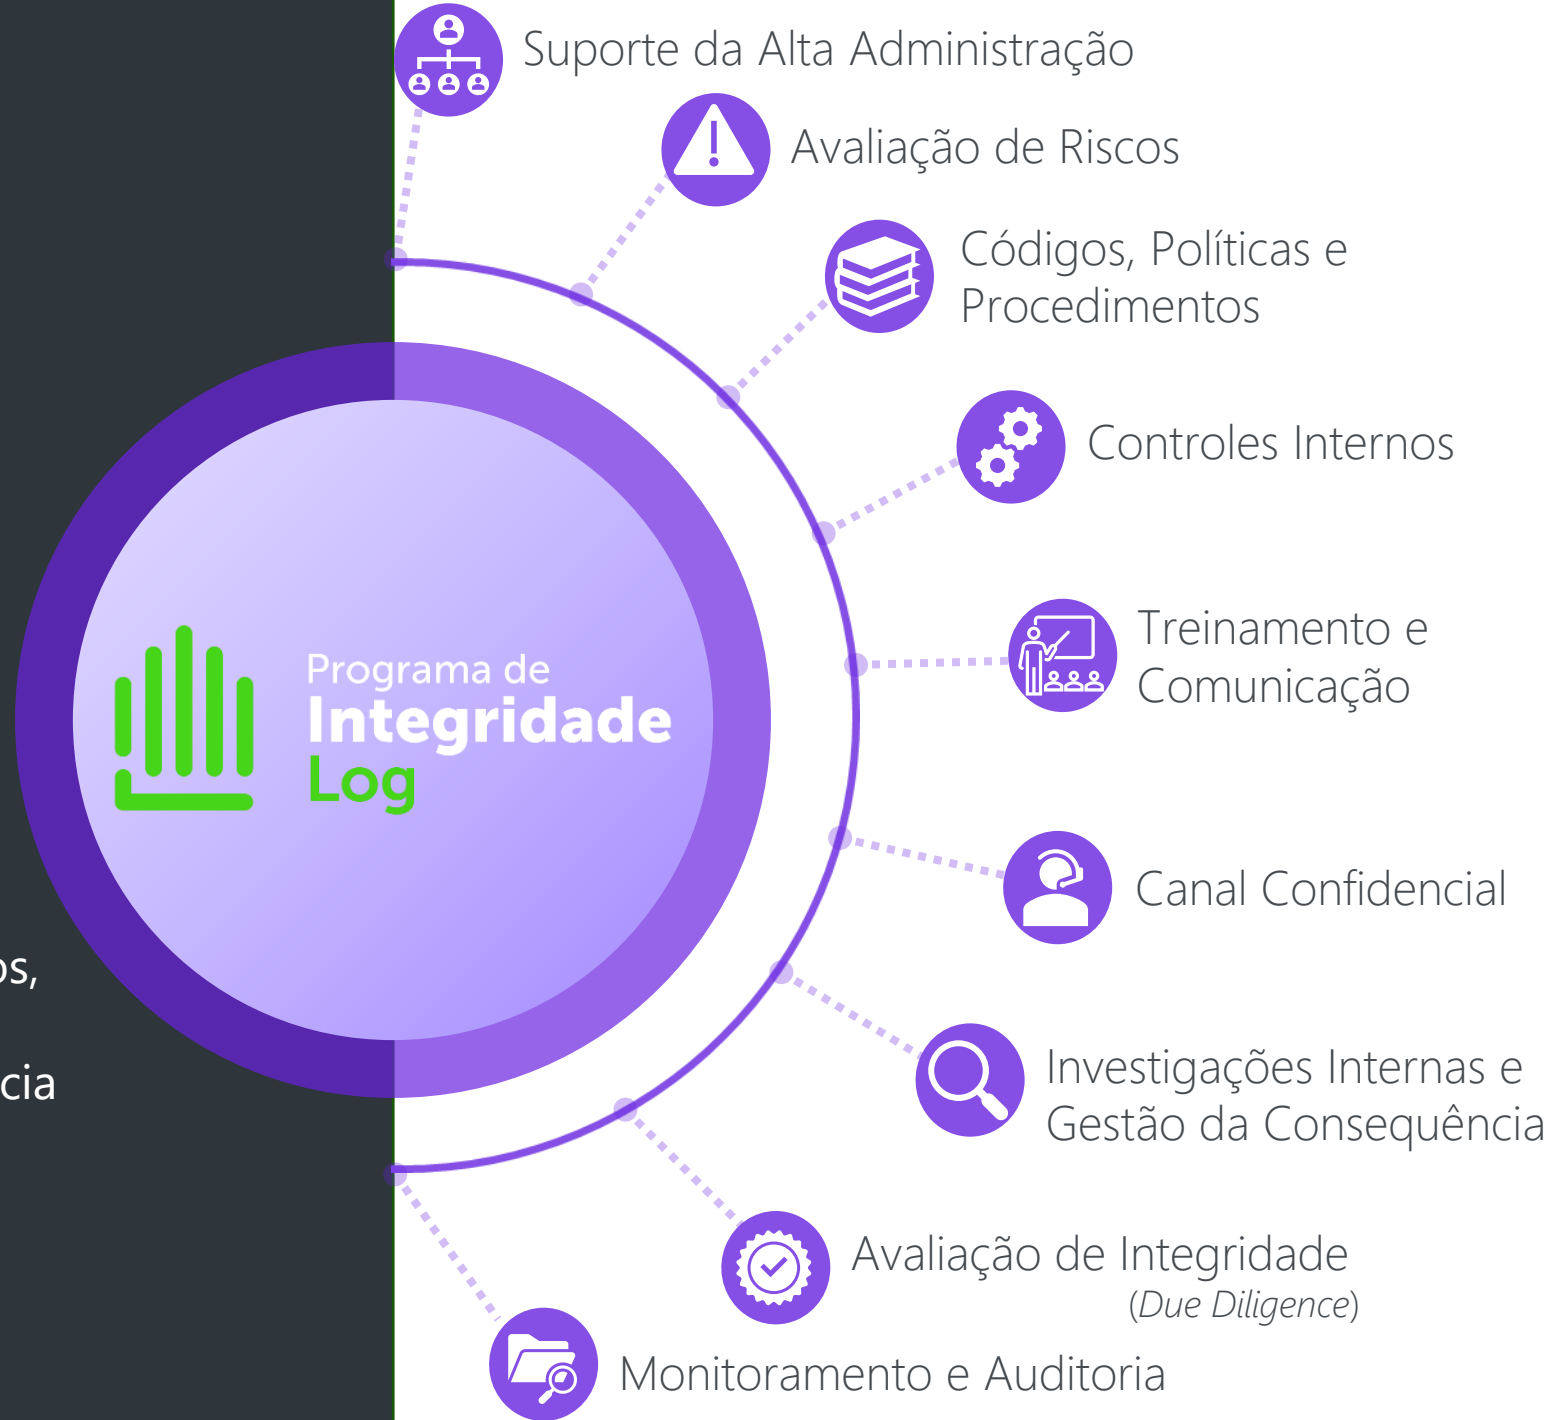 Suporte da Alta Administração
Avaliação de Riscos
Códigos, Políticas e
Procedimentos
Controles Internos
Treinamento e
Comunicação
Programa de
Integridade
Log
Canal Confidencial
Investigações Internas e
Gestão da Consequência
Avaliação de Integridade
(Due Diligence)
Monitoramento e Auditoria